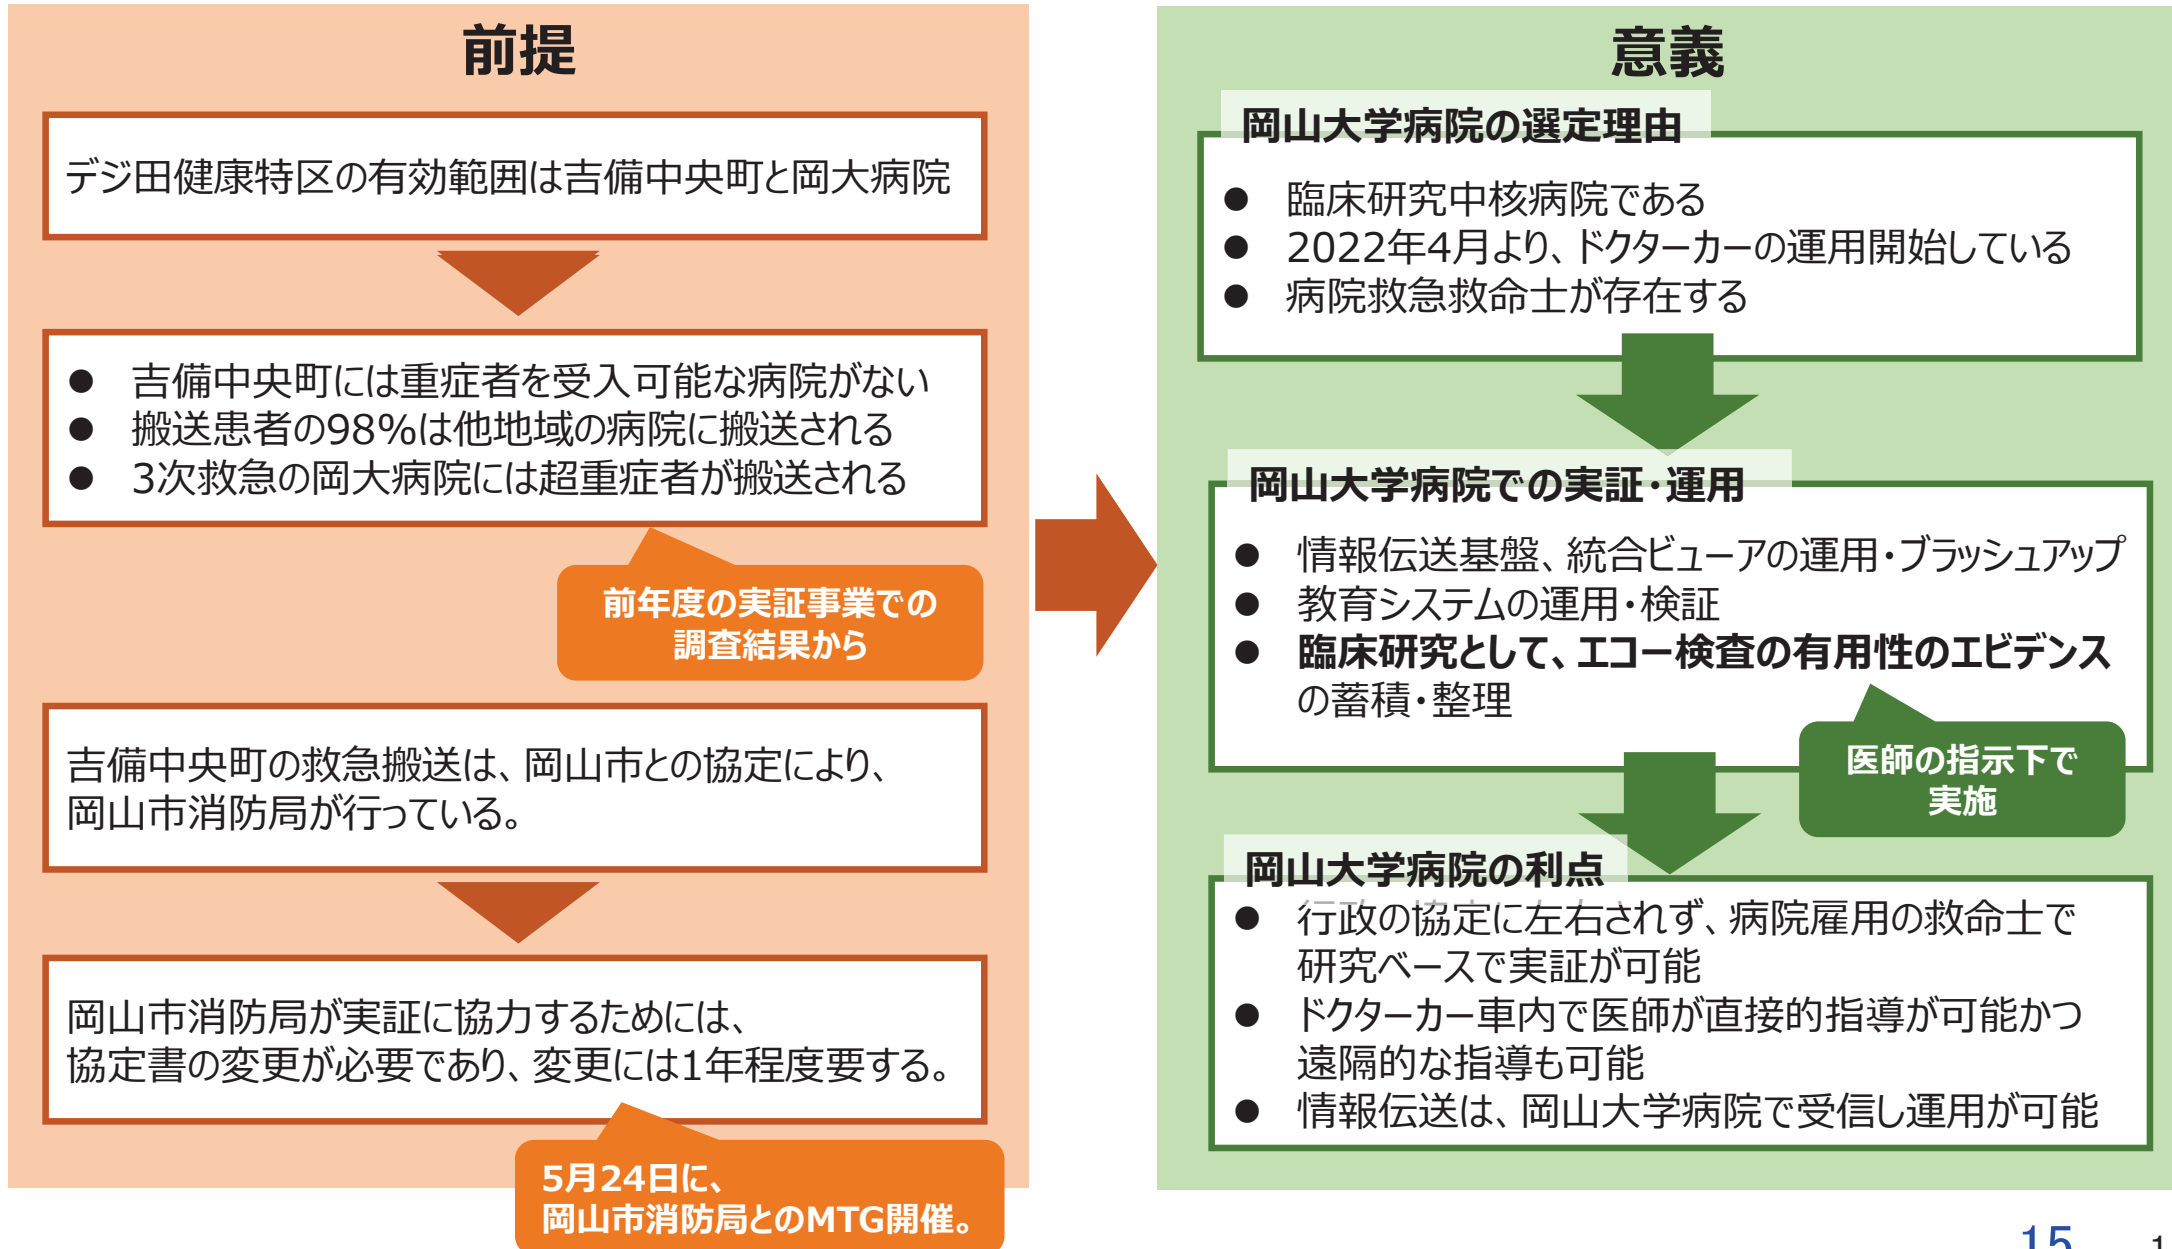 前提
デジ田健康特区の有効範囲は吉備中央町と岡大病院
● 吉備中央町には重症者を受入可能な病院がない
● 搬送患者の98%は他地域の病院に搬送される
● 3次救急の岡大病院には超重症者が搬送される
前年度の実証事業での
調査結果から
吉備中央町の救急搬送は、岡山市との協定により、
岡山市消防局が行っている。
岡山市消防局が実証に協力するためには、
協定書の変更が必要であり、変更には1年程度要する。
5月24日に、
岡山市消防局とのMTG開催。
意義
岡山大学病院の選定理由
● 臨床研究中核病院である
● 2022年4月より、ドクターカーの運用開始している
● 病院救急救命士が存在する
岡山大学病院での実証・運用
● 情報伝送基盤、統合ビューアの運用・ブラッシュアップ
● 教育システムの運用・検証
● 臨床研究として、エコー検査の有用性のエビデンス
の蓄積・整理
医師の指示下で
実施
岡山大学病院の利点
● 行政の協定に左右されず、病院雇用の救命士で
研究ベースで実証が可能
● ドクターカー車内で医師が直接的指導が可能かつ
遠隔的な指導も可能
● 情報伝送は、岡山大学病院で受信し運用が可能
15